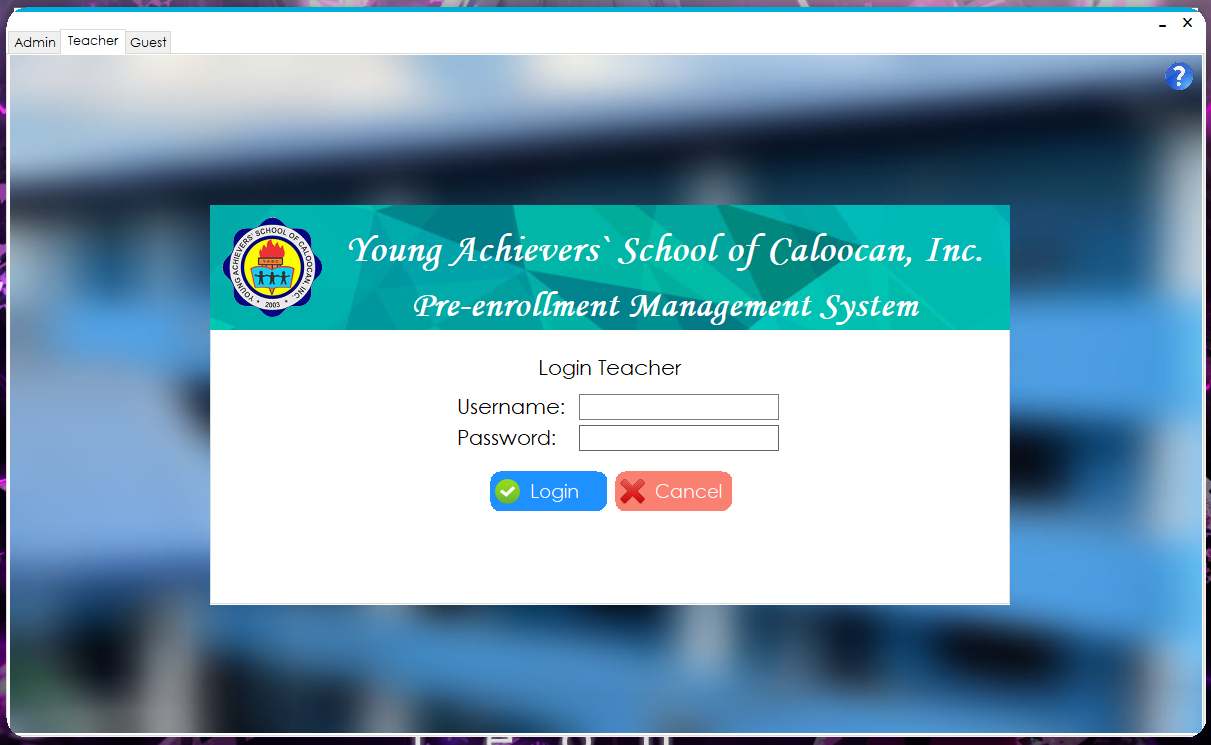 Admin Teacher Guest
?
YOUNG ACHIEVERS' SCHOOL OF CALOOCAN, INC.
YASC
• 2003 •
Young Achievers` School of Caloocan, Inc.
Pre-enrollment Management System
Login Teacher
Username:
Password:
Login Cancel